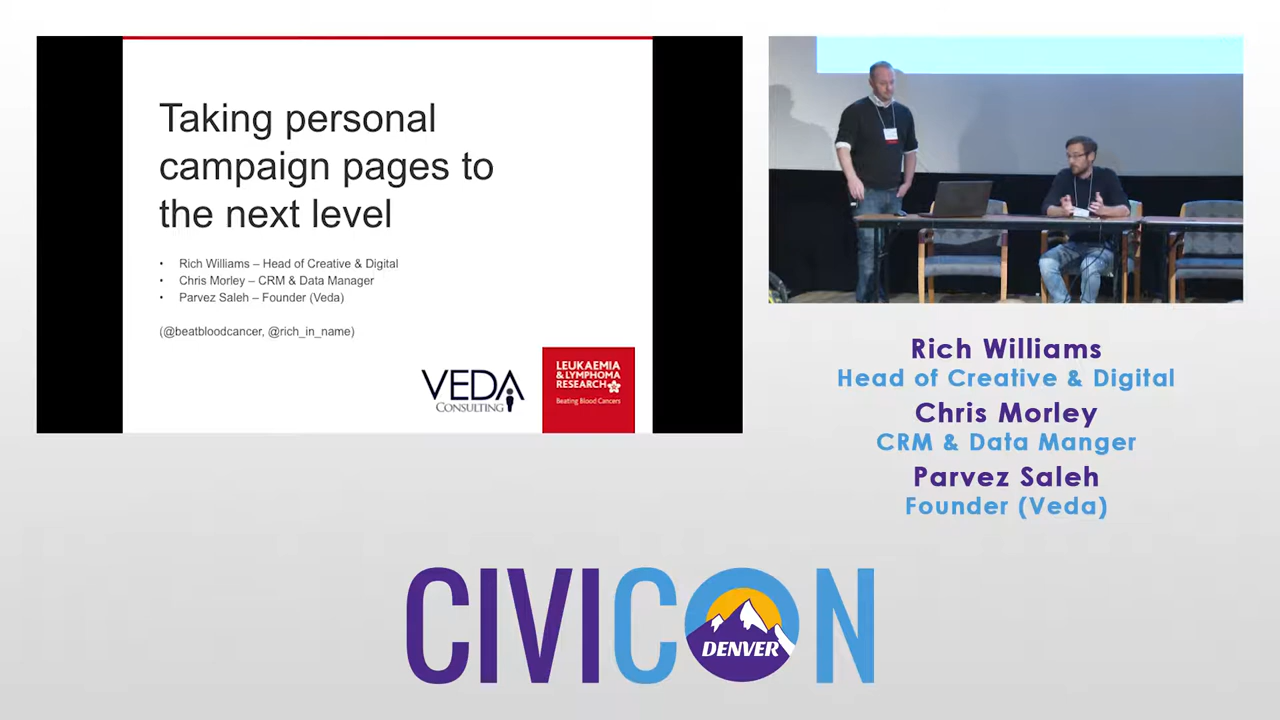 Taking personal
campaign pages to
the next level
• Rich Williams – Head of Creative & Digital
• Chris Morley – CRM & Data Manager
• Parvez Saleh – Founder (Veda)
(@beatbloodcancer, @rich_in_name)
VEDA
CONSULTING
LEUKAEMIA
& LYMPHOMA
RESEARCH
Beating Blood Cancers
Rich Williams
Head of Creative & Digital
Chris Morley
CRM & Data Manger
Parvez Saleh
Founder (Veda)
CIVICON
DENVER